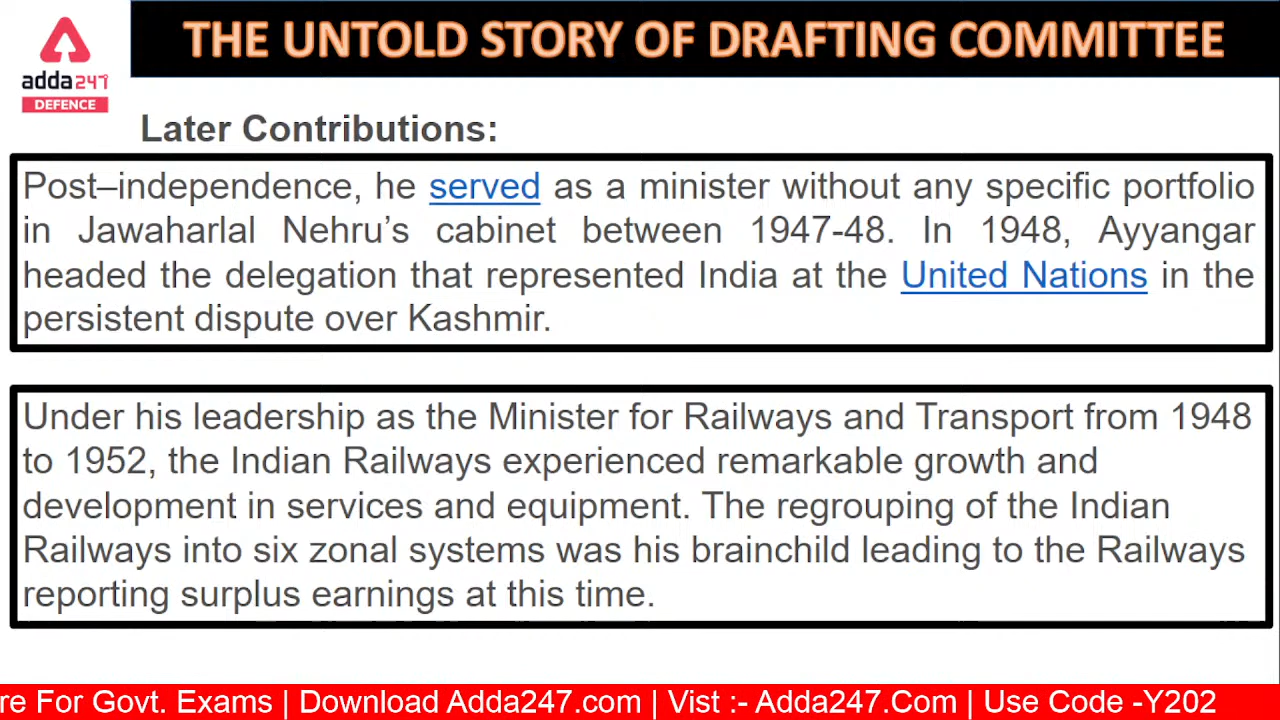 THE UNTOLD STORY OF DRAFTING COMMITTEE
adda247
DEFENCE
Later Contributions:
Post–independence, he served as a minister without any specific portfolio
in Jawaharlal Nehru’s cabinet between 1947-48. In 1948, Ayyangar
headed the delegation that represented India at the United Nations in the
persistent dispute over Kashmir.
Under his leadership as the Minister for Railways and Transport from 1948
to 1952, the Indian Railways experienced remarkable growth and
development in services and equipment. The regrouping of the Indian
Railways into six zonal systems was his brainchild leading to the Railways
reporting surplus earnings at this time.
re For Govt. Exams | Download Adda247.com | Vist :- Adda247.Com | Use Code -Y202